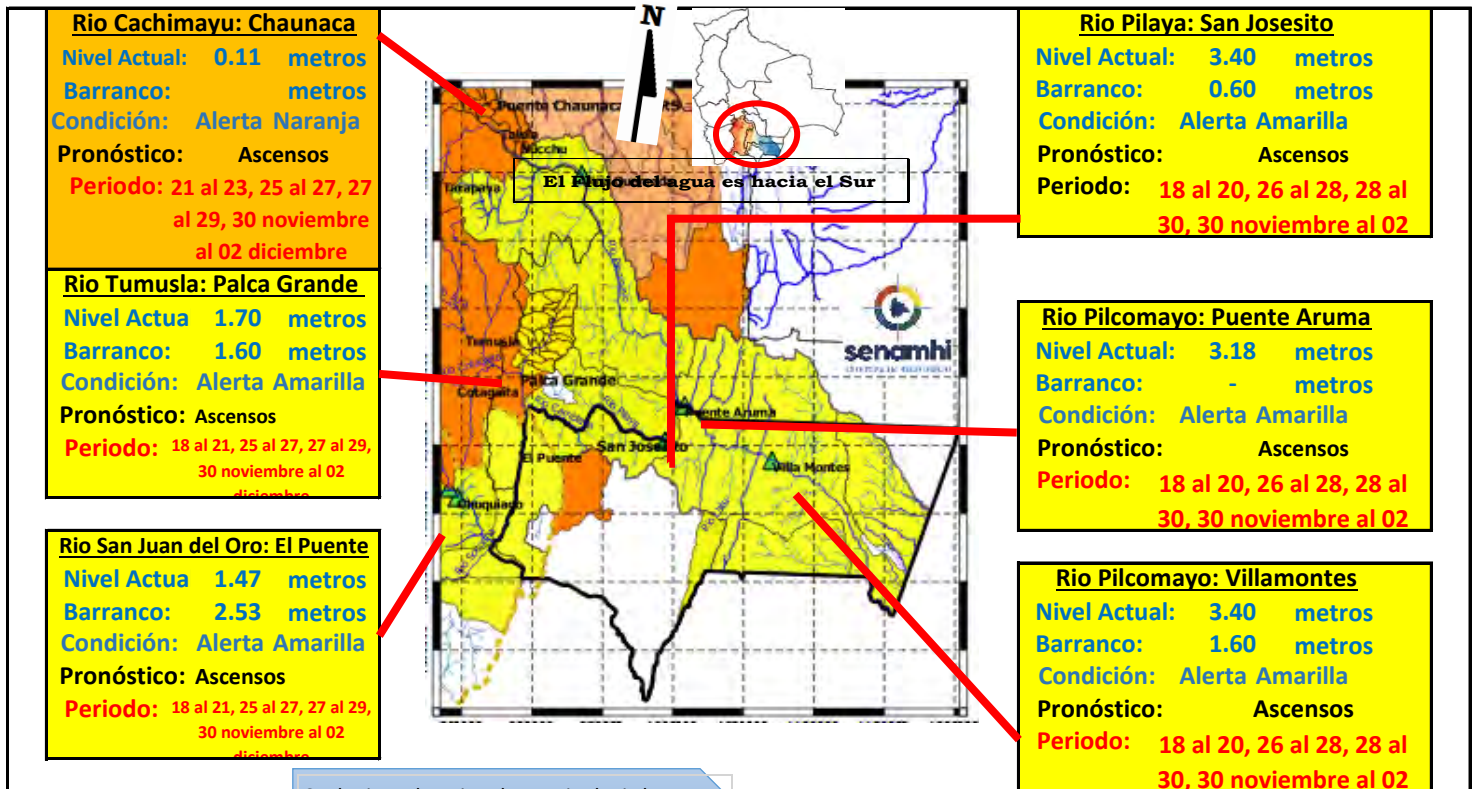 Rio Cachimayu: Chaunaca
Nivel Actual: 0.11 metros
Barranco: metros
Condición: Alerta Naranja
Pronóstico: Ascensos
Periodo: 21 al 23, 25 al 27, 27
al 29, 30 noviembre
al 02 diciembre
Rio Tumusla: Palca Grande
Nivel Actua 1.70 metros
Barranco: 1.60 metros
Condición: Alerta Amarilla
Pronóstico: Ascensos
Periodo: 18 al 21, 25 al 27, 27 al 29,
30 noviembre al 02
diciembre
Rio San Juan del Oro: El Puente
Nivel Actua 1.47 metros
Barranco: 2.53 metros
Condición: Alerta Amarilla
Pronóstico: Ascensos
Periodo: 18 al 21, 25 al 27, 27 al 29,
30 noviembre al 02
diciembre
N
Puente Chaunaca
El Flujo del agua es hacia el Sur
Tarapaya
senamhi
Tumusla
Palca Grande
Cotagaita
Puente Aruma
San Josesito
El Puente
Villa Montes
Chuquiago
Rio Pilaya: San Josesito
Nivel Actual: 3.40 metros
Barranco: 0.60 metros
Condición: Alerta Amarilla
Pronóstico: Ascensos
Periodo: 18 al 20, 26 al 28, 28 al
30, 30 noviembre al 02
Rio Pilcomayo: Puente Aruma
Nivel Actual: 3.18 metros
Barranco: - metros
Condición: Alerta Amarilla
Pronóstico: Ascensos
Periodo: 18 al 20, 26 al 28, 28 al
30, 30 noviembre al 02
Rio Pilcomayo: Villamontes
Nivel Actual: 3.40 metros
Barranco: 1.60 metros
Condición: Alerta Amarilla
Pronóstico: Ascensos
Periodo: 18 al 20, 26 al 28, 28 al
30, 30 noviembre al 02